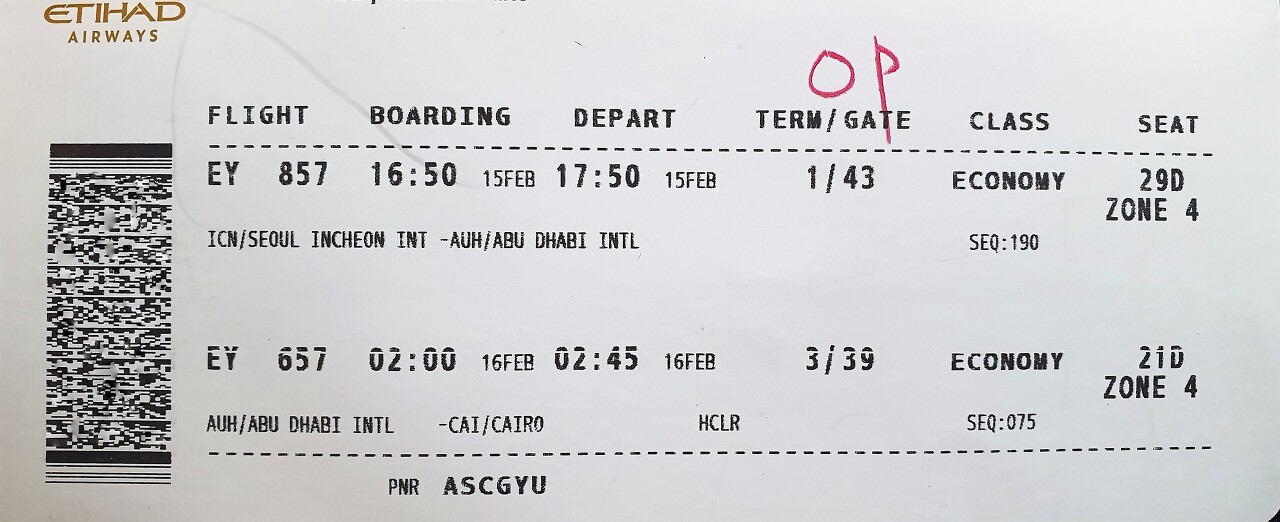 ETIHAD
AIRWAYS
OP
FLIGHT BOARDING DEPART TERM/GATE CLASS SEAT
EY 857 16:50 15FEB 17:50 15FEB 1/43 ECONOMY 29D
ZONE 4
ICN/SEOUL INCHEON INT -AUH/ABU DHABI INTL SEQ:190
EY 657 02:00 16FEB 02:45 16FEB 3/39 ECONOMY 21D
ZONE 4
AUH/ABU DHABI INTL -CAI/CAIRO HCLR SEQ:075
PNR ASCGYU